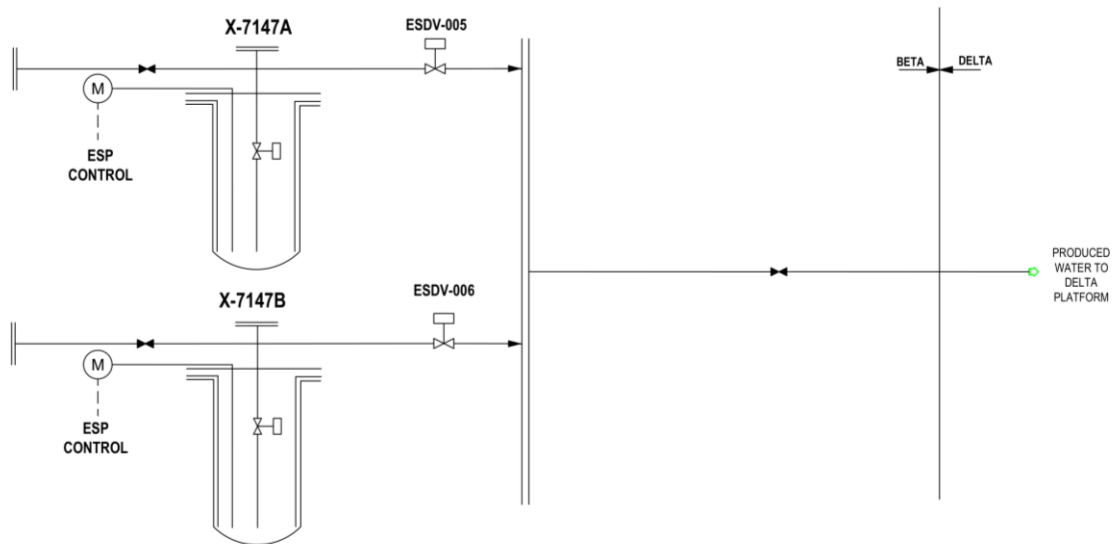 X-7147A
ESDV-005
BETA
DELTA
M
ESP
CONTROL
PRODUCED
WATER TO
DELTA
PLATFORM
X-7147B
ESDV-006
M
ESP
CONTROL